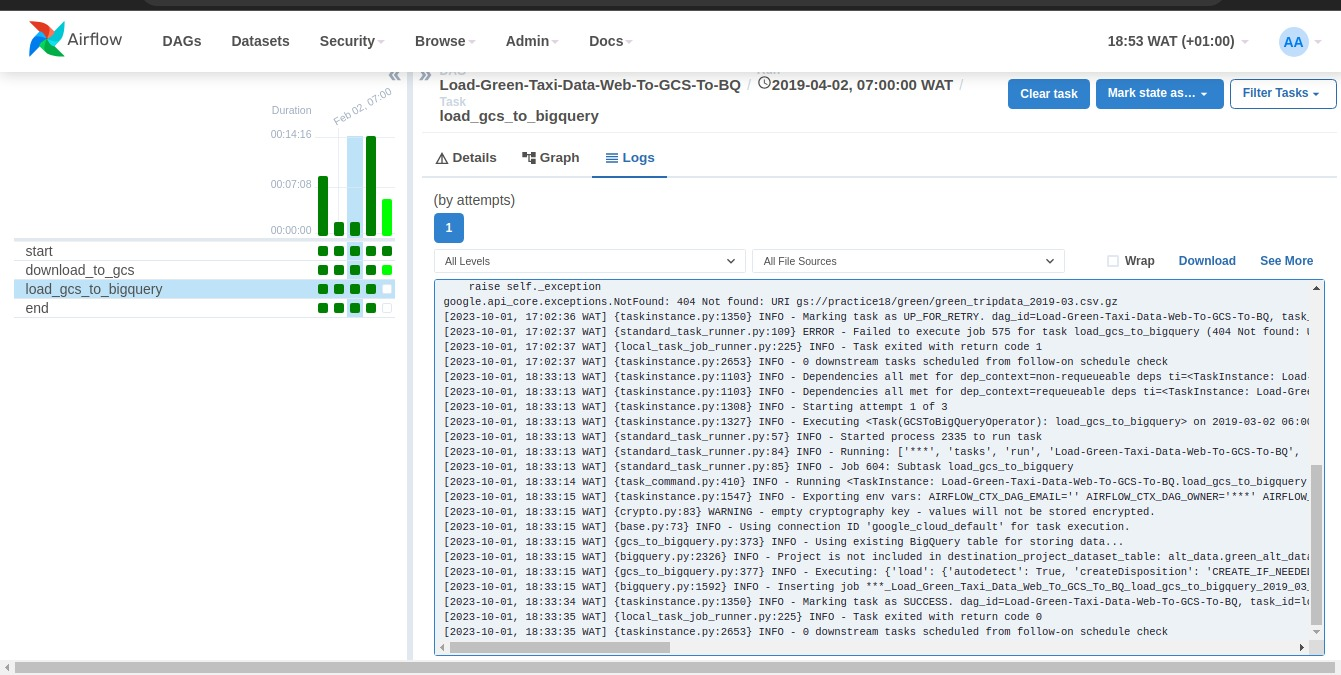 Airflow
DAGs
Datasets
Security
Browse
Admin
Docs
18:53 WAT (+01:00)
AA
«
»
Load-Green-Taxi-Data-Web-To-GCS-To-BQ / 2019-04-02, 07:00:00 WAT /
Task
load_gcs_to_bigquery
Clear task
Mark state as...
Filter Tasks
Duration
Feb 02, 07:00
00:14:16
00:07:08
00:00:00
start
download_to_gcs
load_gcs_to_bigquery
end
Details
Graph
Logs
(by attempts)
1
All Levels
All File Sources
Wrap
Download
See More
raise self._exception
google.api_core.exceptions.NotFound: 404 Not found: URI gs://practice18/green/green_tripdata_2019-03.csv.gz
[2023-10-01, 17:02:36 WAT] {taskinstance.py:1350} INFO - Marking task as UP_FOR_RETRY. dag_id=Load-Green-Taxi-Data-Web-To-GCS-To-BQ, task_
[2023-10-01, 17:02:37 WAT] {standard_task_runner.py:109} ERROR - Failed to execute job 575 for task load_gcs_to_bigquery (404 Not found:
[2023-10-01, 17:02:37 WAT] {local_task_job_runner.py:225} INFO - Task exited with return code 1
[2023-10-01, 17:02:37 WAT] {taskinstance.py:2653} INFO - 0 downstream tasks scheduled from follow-on schedule check
[2023-10-01, 18:33:13 WAT] {taskinstance.py:1103} INFO - Dependencies all met for dep_context=non-requeueable deps ti=<TaskInstance: Load-
[2023-10-01, 18:33:13 WAT] {taskinstance.py:1103} INFO - Dependencies all met for dep_context=requeueable deps ti=<TaskInstance: Load-Gree
[2023-10-01, 18:33:13 WAT] {taskinstance.py:1308} INFO - Starting attempt 1 of 3
[2023-10-01, 18:33:13 WAT] {taskinstance.py:1327} INFO - Executing <Task(GCSToBigQueryOperator): load_gcs_to_bigquery> on 2019-03-02 06:00
[2023-10-01, 18:33:13 WAT] {standard_task_runner.py:57} INFO - Started process 2335 to run task
[2023-10-01, 18:33:13 WAT] {standard_task_runner.py:84} INFO - Running: ['***', 'tasks', 'run', 'Load-Green-Taxi-Data-Web-To-GCS-To-BQ',
[2023-10-01, 18:33:13 WAT] {standard_task_runner.py:85} INFO - Job 604: Subtask load_gcs_to_bigquery
[2023-10-01, 18:33:14 WAT] {task_command.py:410} INFO - Running <TaskInstance: Load-Green-Taxi-Data-Web-To-GCS-To-BQ.load_gcs_to_bigquery
[2023-10-01, 18:33:15 WAT] {taskinstance.py:1547} INFO - Exporting env vars: AIRFLOW_CTX_DAG_EMAIL='' AIRFLOW_CTX_DAG_OWNER='***' AIRFLOW_
[2023-10-01, 18:33:15 WAT] {crypto.py:83} WARNING - empty cryptography key - values will not be stored encrypted.
[2023-10-01, 18:33:15 WAT] {base.py:73} INFO - Using connection ID 'google_cloud_default' for task execution.
[2023-10-01, 18:33:15 WAT] {gcs_to_bigquery.py:373} INFO - Using existing BigQuery table for storing data...
[2023-10-01, 18:33:15 WAT] {bigquery.py:2326} INFO - Project is not included in destination_project_dataset_table: alt_data.green_alt_data
[2023-10-01, 18:33:15 WAT] {gcs_to_bigquery.py:377} INFO - Executing: {'load': {'autodetect': True, 'createDisposition': 'CREATE_IF_NEEDED
[2023-10-01, 18:33:15 WAT] {bigquery.py:1592} INFO - Inserting job ***_Load_Green_Taxi_Data_Web_To_GCS_To_BQ_load_gcs_to_bigquery_2019_03_
[2023-10-01, 18:33:34 WAT] {taskinstance.py:1350} INFO - Marking task as SUCCESS. dag_id=Load-Green-Taxi-Data-Web-To-GCS-To-BQ, task_id=lo
[2023-10-01, 18:33:35 WAT] {local_task_job_runner.py:225} INFO - Task exited with return code 0
[2023-10-01, 18:33:35 WAT] {taskinstance.py:2653} INFO - 0 downstream tasks scheduled from follow-on schedule check